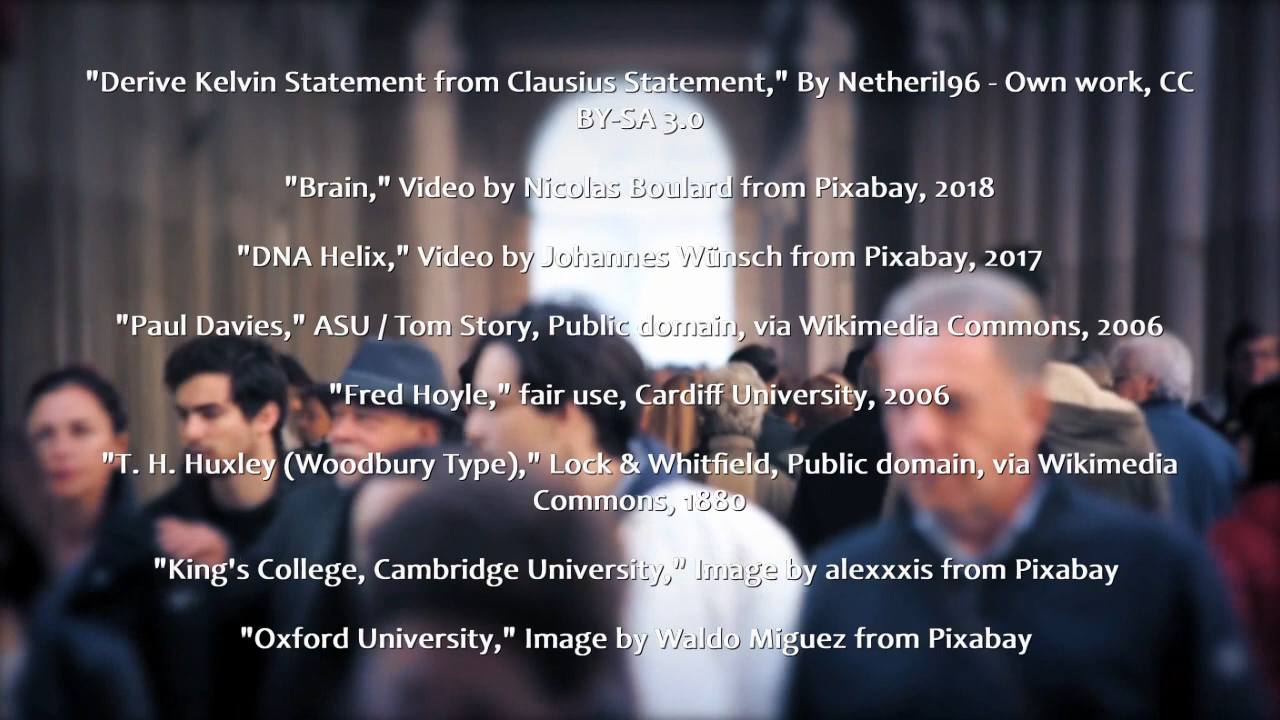 "Derive Kelvin Statement from Clausius Statement," By Netheril96 - Own work, CC
BY-SA 3.0
"Brain," Video by Nicolas Boulard from Pixabay, 2018
"DNA Helix," Video by Johannes Wünsch from Pixabay, 2017
"Paul Davies," ASU / Tom Story, Public domain, via Wikimedia Commons, 2006
"Fred Hoyle," fair use, Cardiff University, 2006
"T. H. Huxley (Woodbury Type)," Lock & Whitfield, Public domain, via Wikimedia
Commons, 1880
"King's College, Cambridge University," Image by alexxxis from Pixabay
"Oxford University," Image by Waldo Miguez from Pixabay